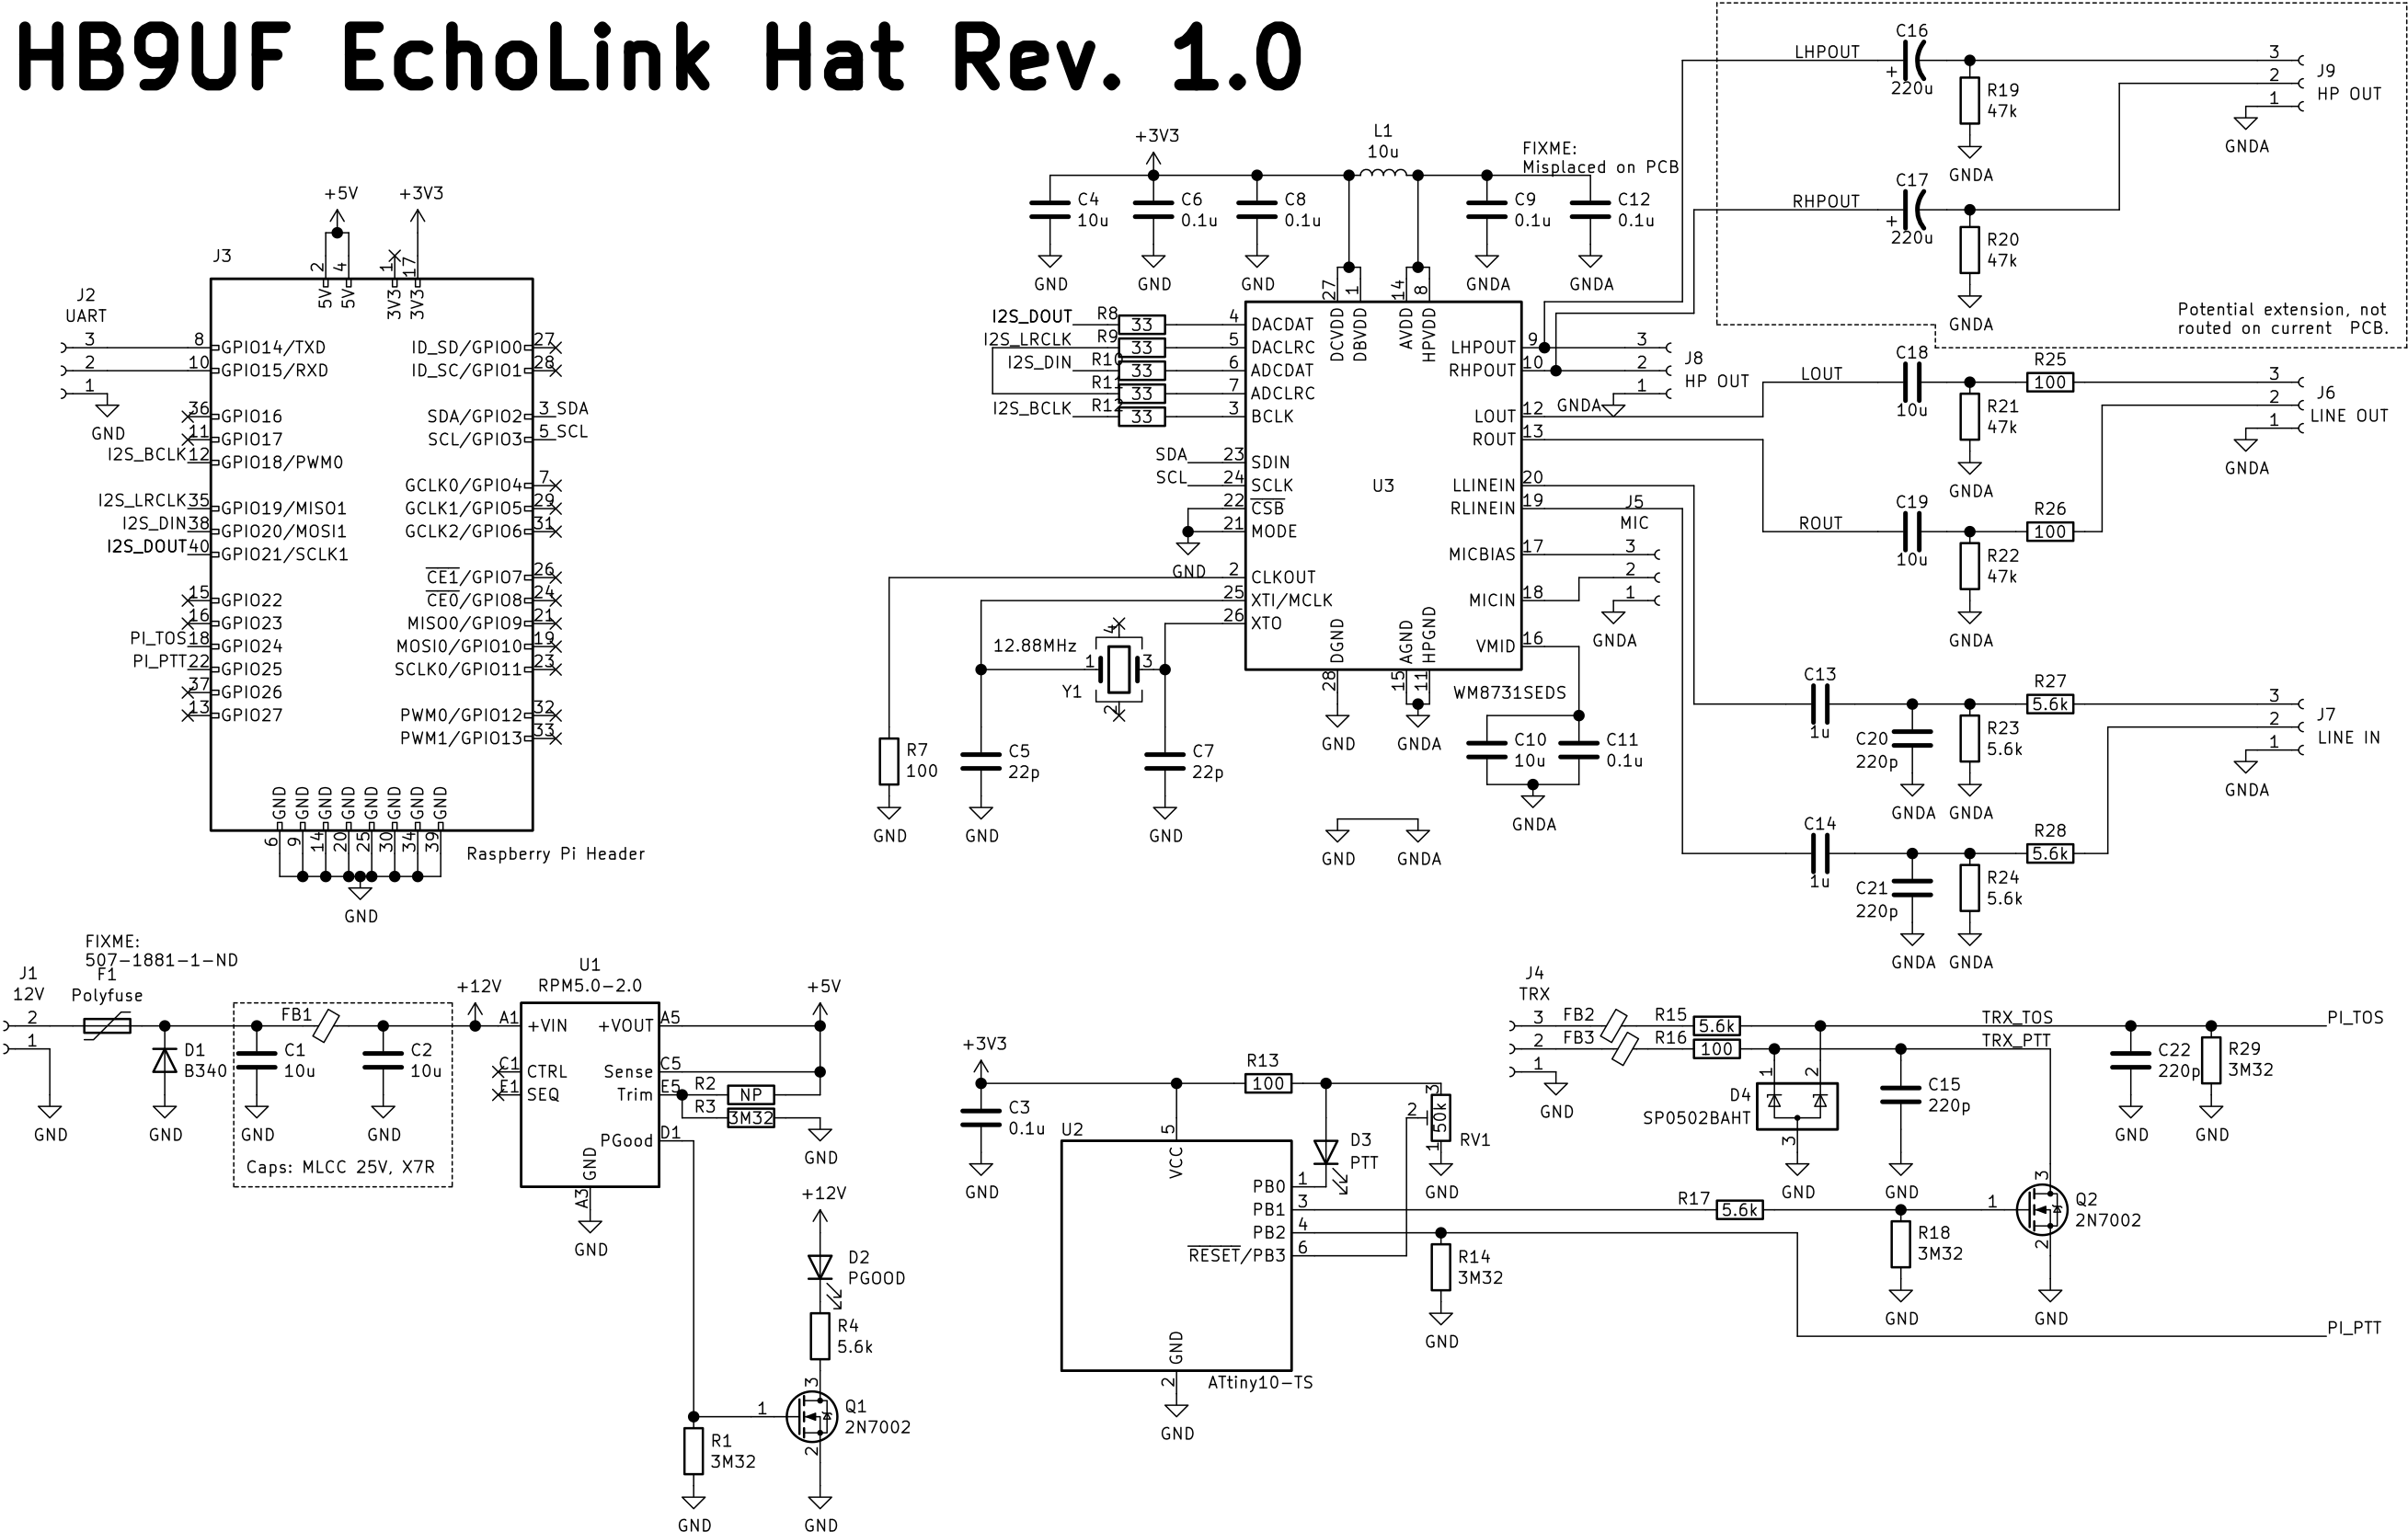 HB9UF EchoLink Hat Rev. 1.0
J3
+5V
+3V3
2
4
1
17
5V
5V
3V3
3V3
J2
UART
3
2
1
GND
8 GPIO14/TXD
10 GPIO15/RXD
36 GPIO16
11 GPIO17
I2S_BCLK 12 GPIO18/PWM0
I2S_LRCLK 35 GPIO19/MISO1
I2S_DIN 38 GPIO20/MOSI1
I2S_DOUT 40 GPIO21/SCLK1
15 GPIO22
16 GPIO23
PI_TOS 18 GPIO24
PI_PTT 22 GPIO25
37 GPIO26
13 GPIO27
ID_SD/GPIO0 27
ID_SC/GPIO1 28
SDA/GPIO2 3 SDA
SCL/GPIO3 5 SCL
GCLK0/GPIO4 7
GCLK1/GPIO5 29
GCLK2/GPIO6 31
CE1/GPIO7 26
CE0/GPIO8 24
MISO0/GPIO9 21
MOSI0/GPIO10 19
SCLK0/GPIO11 23
PWM0/GPIO12 32
PWM1/GPIO13 33
GND GND GND GND GND GND GND GND
6 9 14 20 25 30 34 39
Raspberry Pi Header
GND
+3V3
L1
10u
FIXME:
Misplaced on PCB
C4
10u
GND
C6
0.1u
GND
C8
0.1u
GND
C9
0.1u
GNDA
C12
0.1u
GNDA
27 1 14 8
DCVDD DBVDD AVDD HPVDD
I2S_DOUT R8 33 4 DACDAT
I2S_LRCLK R9 33 5 DACLRC
I2S_DIN R10 33 6 ADCDAT
R11 33 7 ADCLRC
I2S_BCLK R12 33 3 BCLK
SDA 23 SDIN
SCL 24 SCLK
22 CSB
21 MODE
GND
2 CLKOUT
25 XTI/MCLK
26 XTO
U3
LHPOUT 9
RHPOUT 10
LOUT 12
ROUT 13
LLINEIN 20
RLINEIN 19
MICBIAS 17
MICIN 18
VMID 16
DGND AGND HPGND
28 15 11
WM8731SEDS
GND
GNDA
12.88MHz
Y1
1
3
4
2
R7
100
GND
C5
22p
GND
C7
22p
GND
C10
10u
C11
0.1u
GNDA
GND
GNDA
3
2
1
J8
HP OUT
GNDA
J5
MIC
3
2
1
GNDA
LHPOUT
C16
+
220u
R19
47k
GNDA
3
2
1
J9
HP OUT
GNDA
RHPOUT
C17
+
220u
R20
47k
GNDA
Potential extension, not
routed on current PCB.
LOUT
C18
10u
R21
47k
GNDA
R25
100
3
2
1
J6
LINE OUT
GNDA
ROUT
C19
10u
R22
47k
GNDA
R26
100
C13
1u
C20
220p
GNDA
R23
5.6k
GNDA
R27
5.6k
3
2
1
J7
LINE IN
GNDA
C14
1u
C21
220p
GNDA
R24
5.6k
GNDA
R28
5.6k
FIXME:
507-1881-1-ND
F1
Polyfuse
J1
12V
2
1
GND
D1
B340
GND
C1
10u
GND
FB1
C2
10u
GND
Caps: MLCC 25V, X7R
+12V
U1
RPM5.0-2.0
A1 +VIN
C1 CTRL
E1 SEQ
+VOUT A5
Sense C5
Trim E5
PGood D1
GND
A3
GND
+5V
R2
NP
R3
3M32
GND
+12V
D2
PGOOD
R4
5.6k
3
1
2
Q1
2N7002
GND
R1
3M32
GND
+3V3
C3
0.1u
GND
U2
5
VCC
R13
100
D3
PTT
3
2
1
50k
RV1
GND
PB0 1
PB1 3
PB2 4
RESET/PB3 6
GND
2
ATtiny10-TS
GND
R14
3M32
GND
J4
TRX
3
2
1
GND
FB2
FB3
R15
5.6k
R16
100
TRX_TOS
TRX_PTT
D4
SP0502BAHT
1
2
3
GND
C15
220p
GND
C22
220p
GND
R29
3M32
GND
PI_TOS
R17
5.6k
R18
3M32
GND
1
3
2
Q2
2N7002
GND
PI_PTT